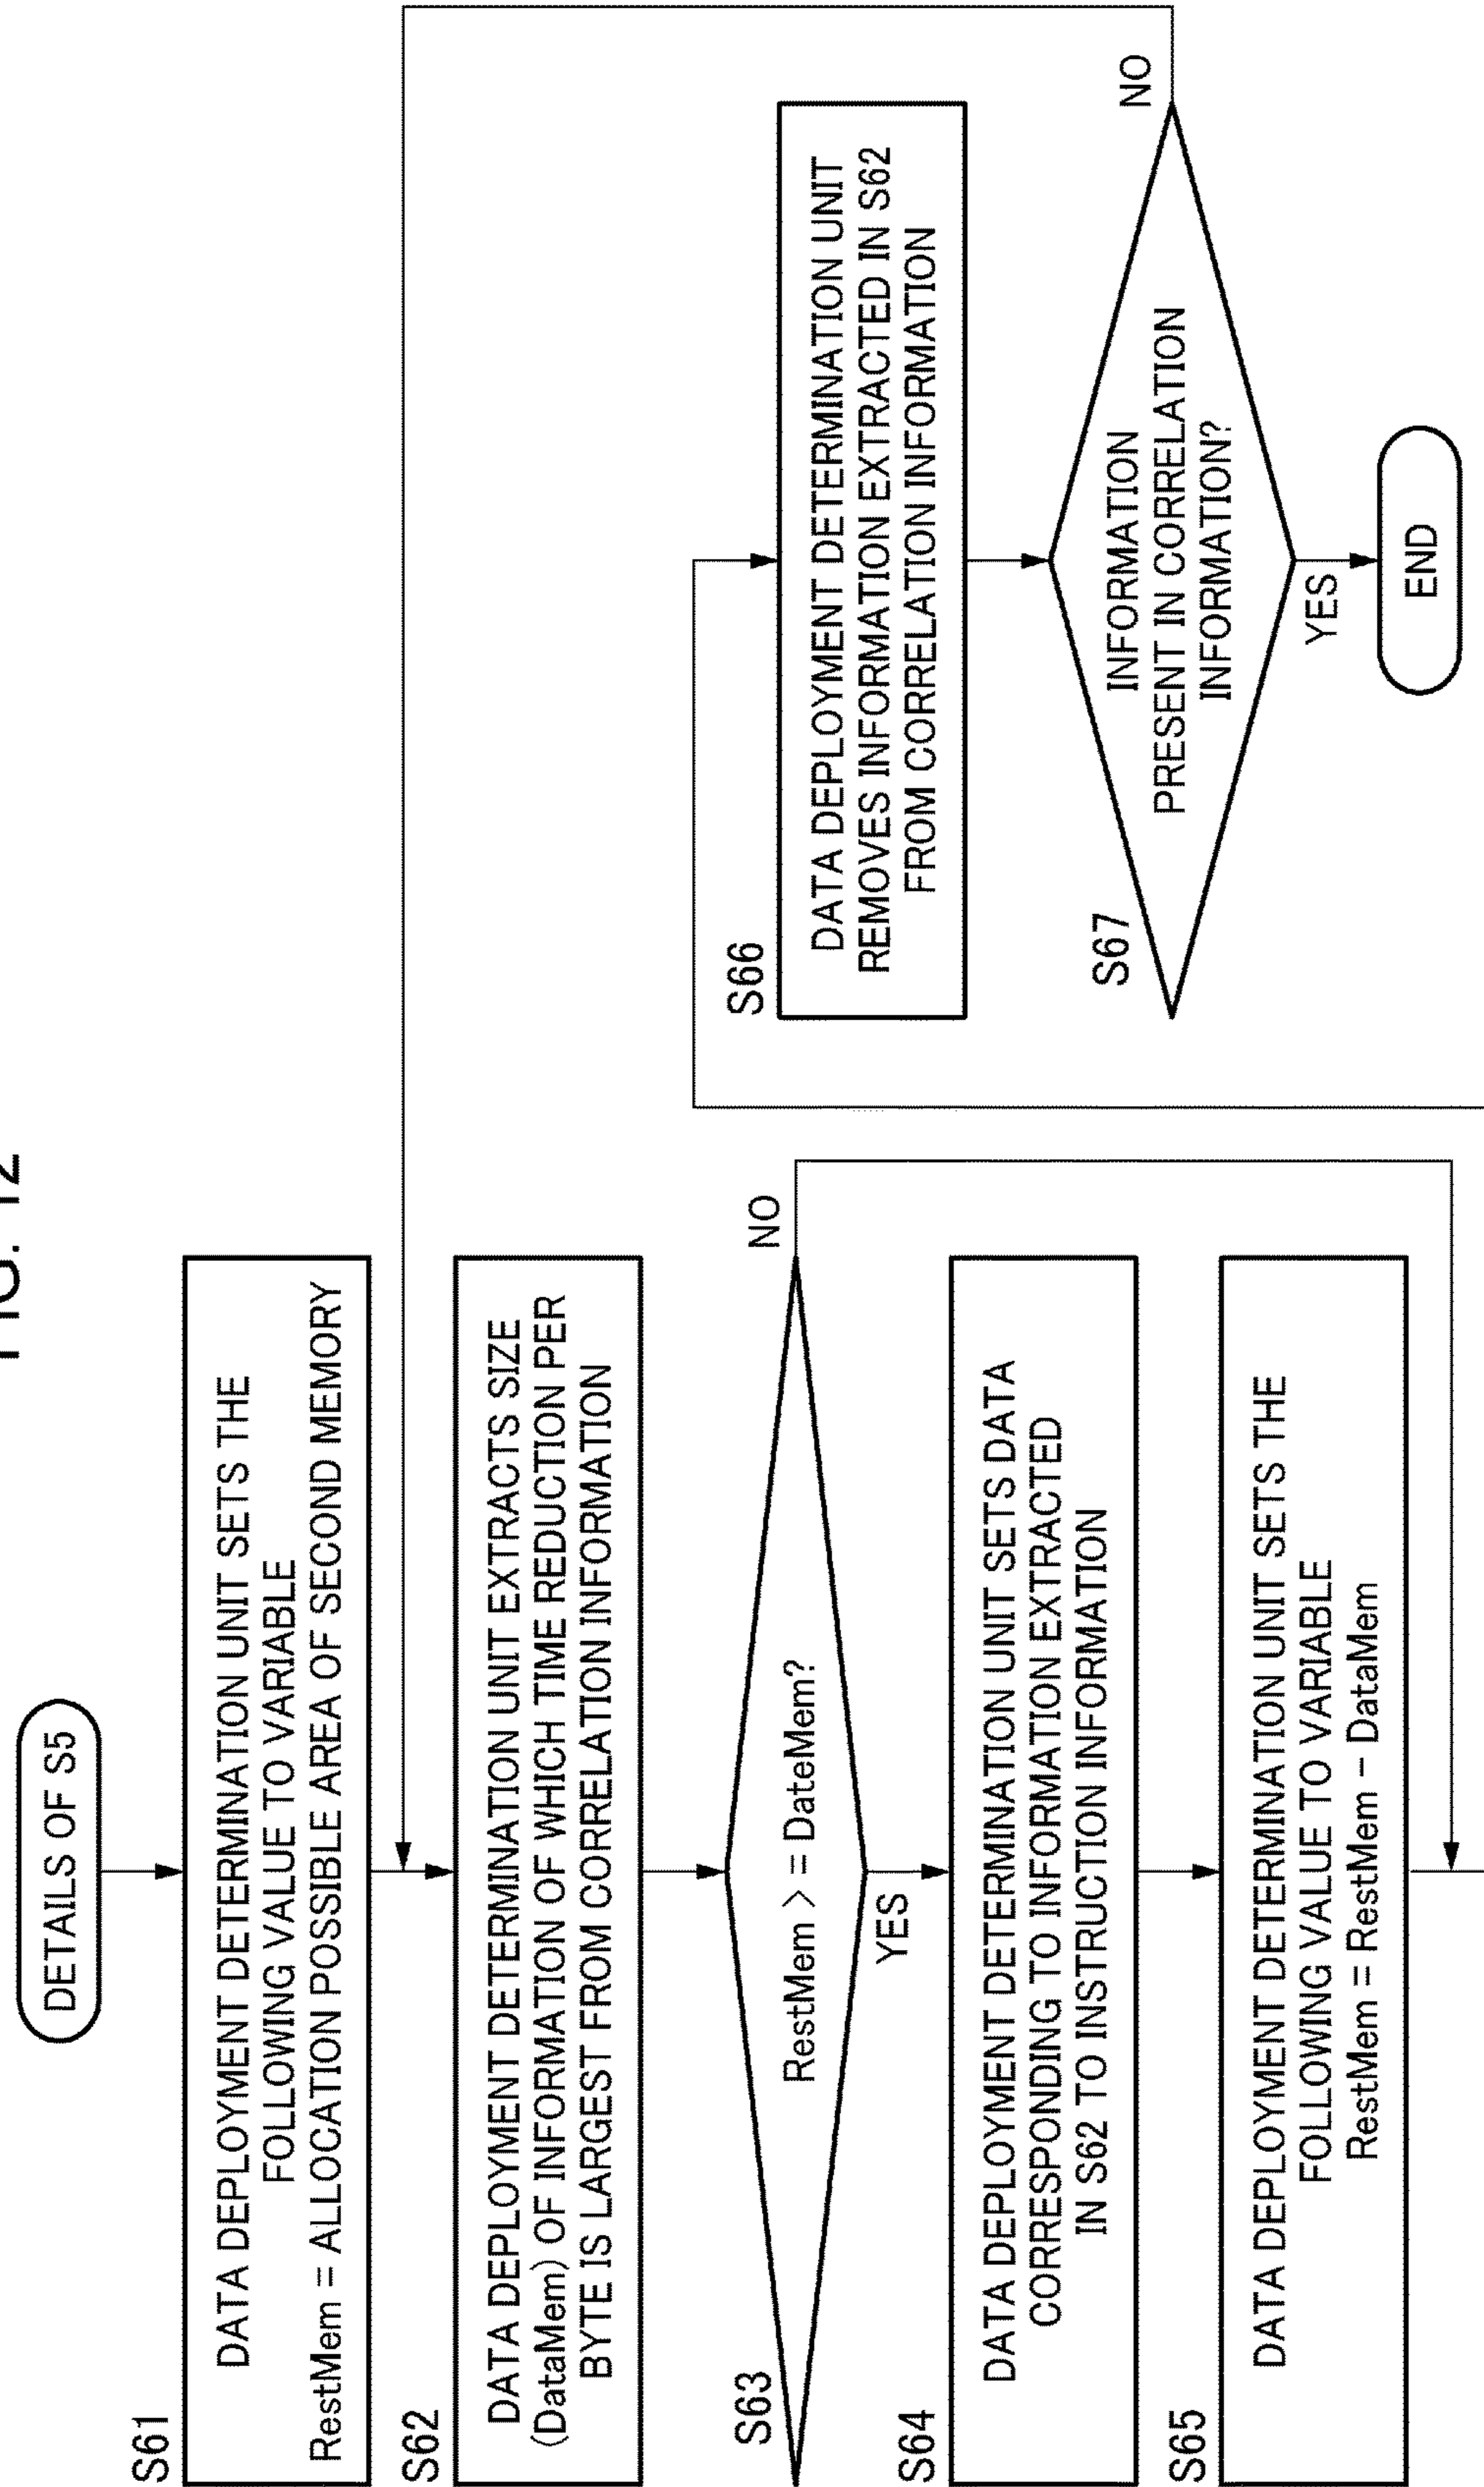 FIG. 12
DETAILS OF S5
S61
DATA DEPLOYMENT DETERMINATION UNIT SETS THE
FOLLOWING VALUE TO VARIABLE
RestMem = ALLOCATION POSSIBLE AREA OF SECOND MEMORY
S62
DATA DEPLOYMENT DETERMINATION UNIT EXTRACTS SIZE
(DataMem) OF INFORMATION OF WHICH TIME REDUCTION PER
BYTE IS LARGEST FROM CORRELATION INFORMATION
S63
RestMem > = DateMem?
NO
YES
S64
DATA DEPLOYMENT DETERMINATION UNIT SETS DATA
CORRESPONDING TO INFORMATION EXTRACTED
IN S62 TO INSTRUCTION INFORMATION
S65
DATA DEPLOYMENT DETERMINATION UNIT SETS THE
FOLLOWING VALUE TO VARIABLE
RestMem = RestMem − DataMem
S66
DATA DEPLOYMENT DETERMINATION UNIT
REMOVES INFORMATION EXTRACTED IN S62
FROM CORRELATION INFORMATION
S67
INFORMATION
PRESENT IN CORRELATION
INFORMATION?
NO
YES
END